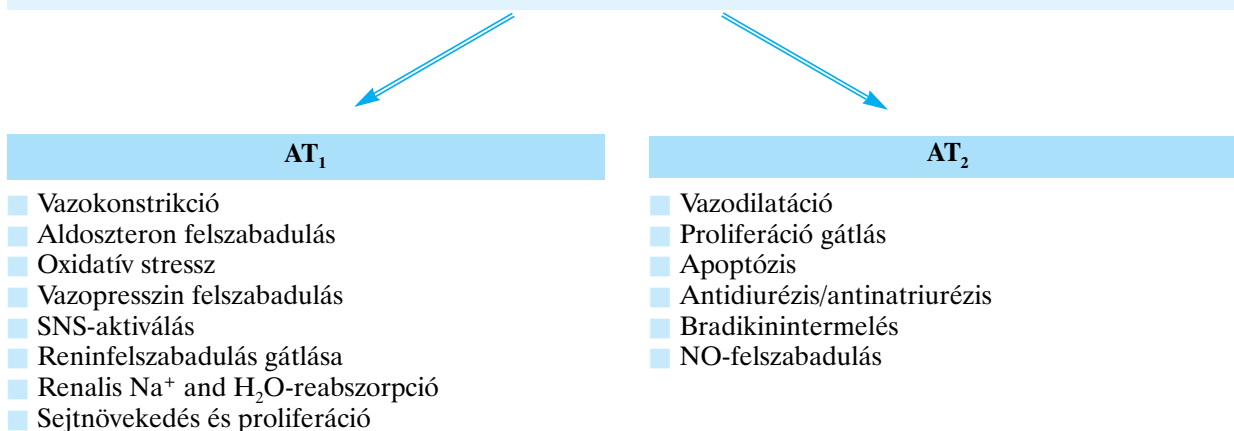 AT₁
Vazokonstrikció
Aldoszteron felszabadulás
Oxidatív stressz
Vazopresszin felszabadulás
SNS-aktiválás
Reninfelszabadulás gátlása
Renalis Na⁺ and H₂O-reabszorpció
Sejtnövekedés és proliferáció
AT₂
Vazodilatáció
Proliferáció gátlás
Apoptózis
Antidiurézis/antinatriurézis
Bradikinintermelés
NO-felszabadulás